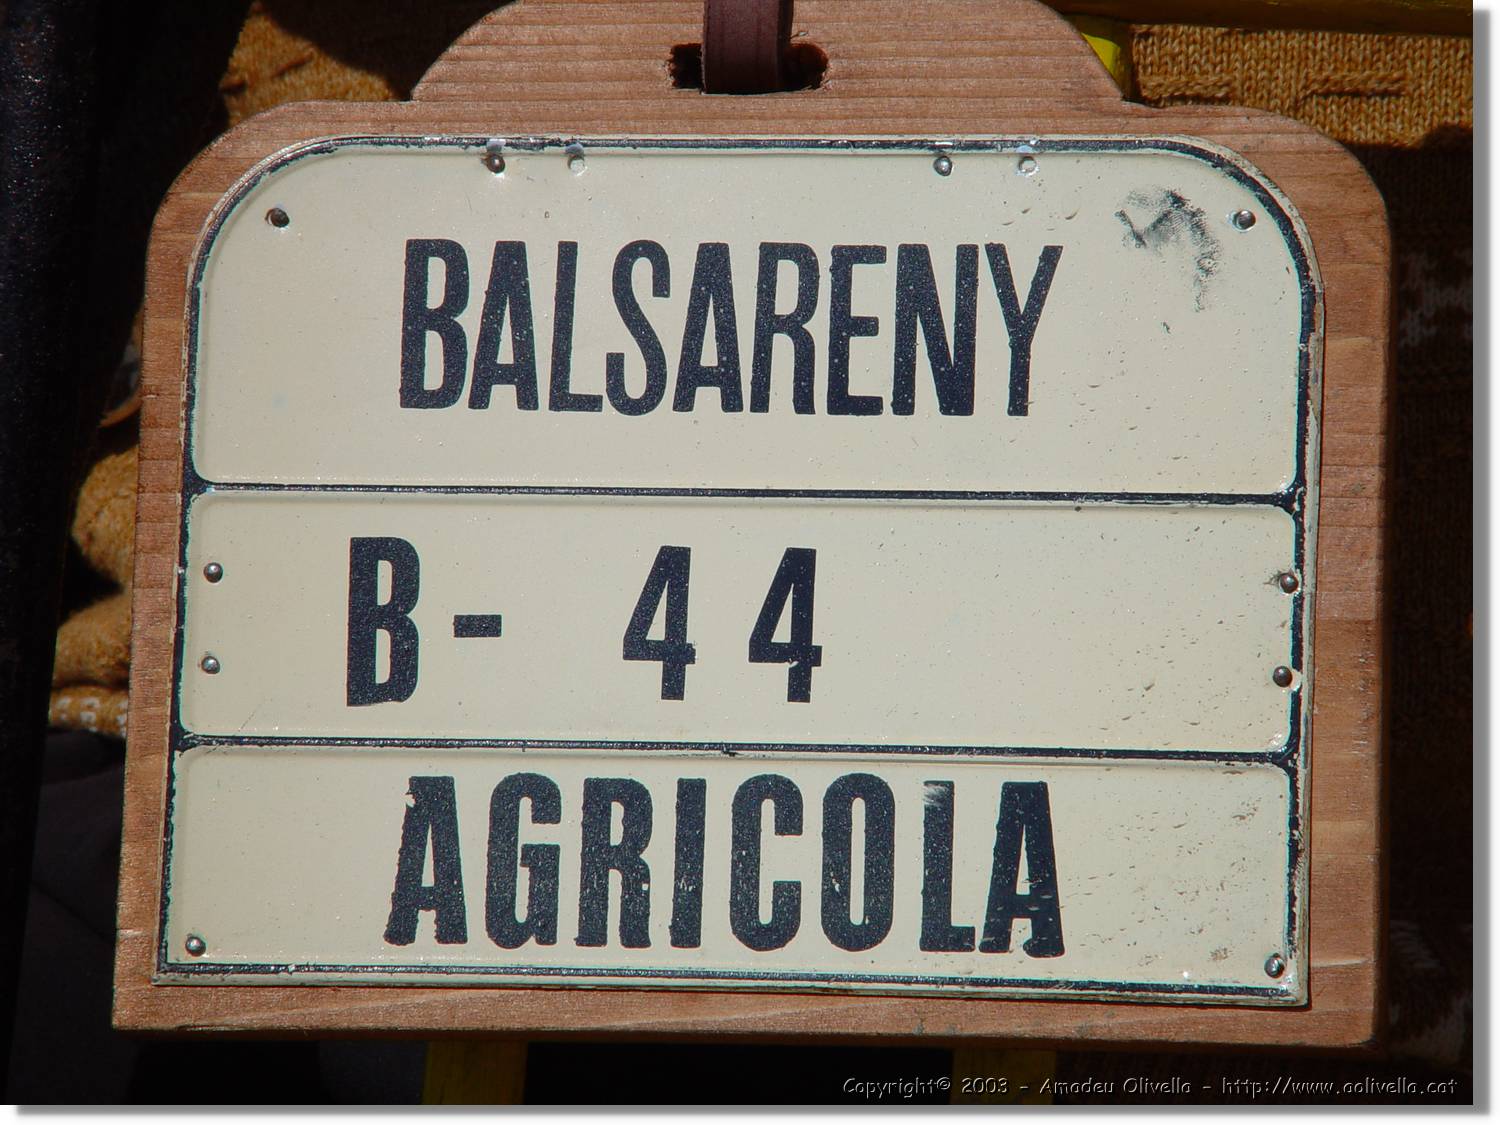 BALSARENY
B- 44
AGRICOLA
Copyright© 2003 - Amadeu Olivella - http://www.aolivella.cat